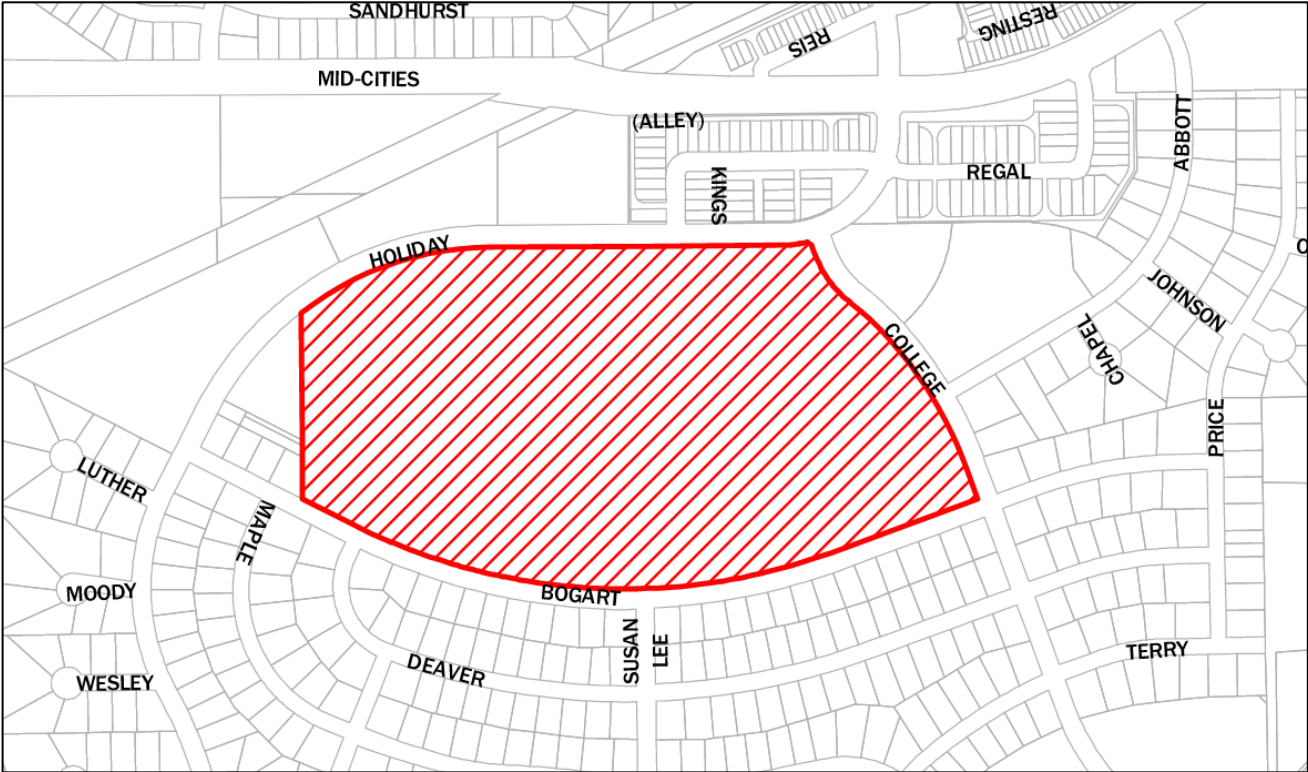 SANDHURST
RESTING
REIS
MID-CITIES
(ALLEY)
ABBOTT
REGAL
KINGS
HOLIDAY
JOHNSON
COLLEGE
CHAPEL
PRICE
LUTHER
MAPLE
MOODY
BOGART
SUSAN
LEE
DEAVER
TERRY
WESLEY